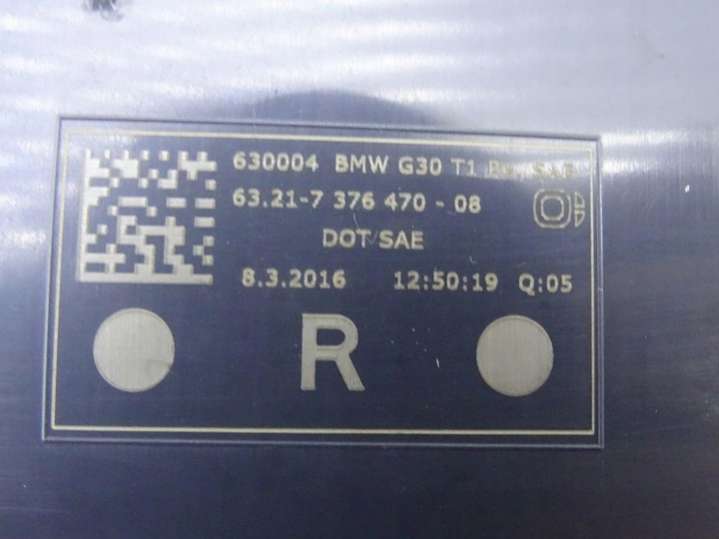 630004 BMW G30 T1
63.21-7 376 470 - 08
DOT SAE
8.3.2016 12:50:19 Q:05
R